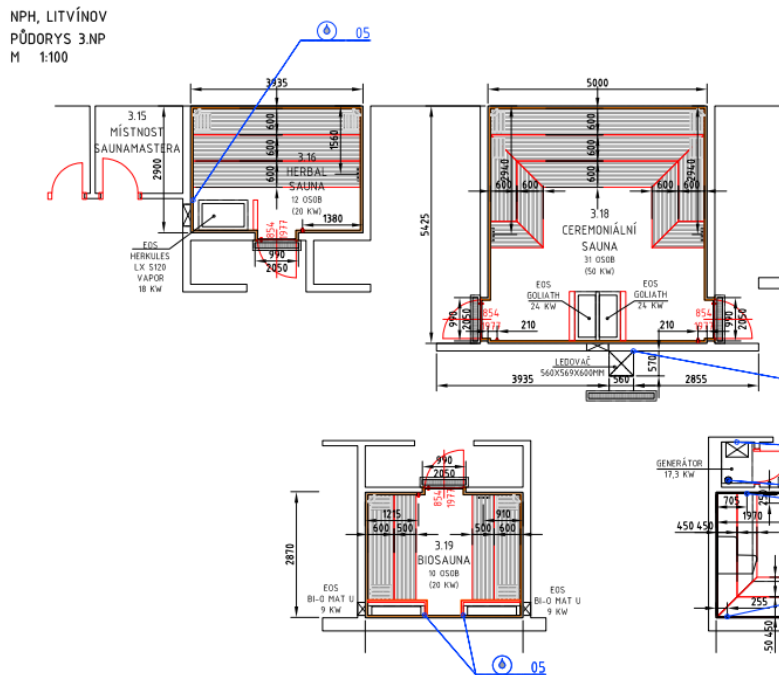 NPH, LITVÍNOV
PŮDORYS 3.NP
M 1:100
05
3935
5000
3.15
MÍSTNOST
SAUNAMASTERA
2900
600
600
600
1560
3.16
HERBAL
SAUNA
12 OSOB
(20 KW)
1380
854
1977
990
2050
EOS
HERKULES
LX S120
VAPOR
18 KW
5425
600
600
600
2940
2940
600
600
600
600
3.18
CEREMONIÁLNÍ
SAUNA
31 OSOB
(50 KW)
EOS
GOLIATH
24 KW
EOS
GOLIATH
24 KW
990
2050
854
1977
210
210
854
1977
990
2050
LEDOVAČ
560X569X600MM
570
3935
560
2855
990
2050
854
1977
1215
910
600
500
500
600
2870
3.19
BIOSAUNA
10 OSOB
(20 KW)
EOS
BI-O MAT U
9 KW
EOS
BI-O MAT U
9 KW
05
GENERÁTOR
17,3 KW
705
1970
450 450
255